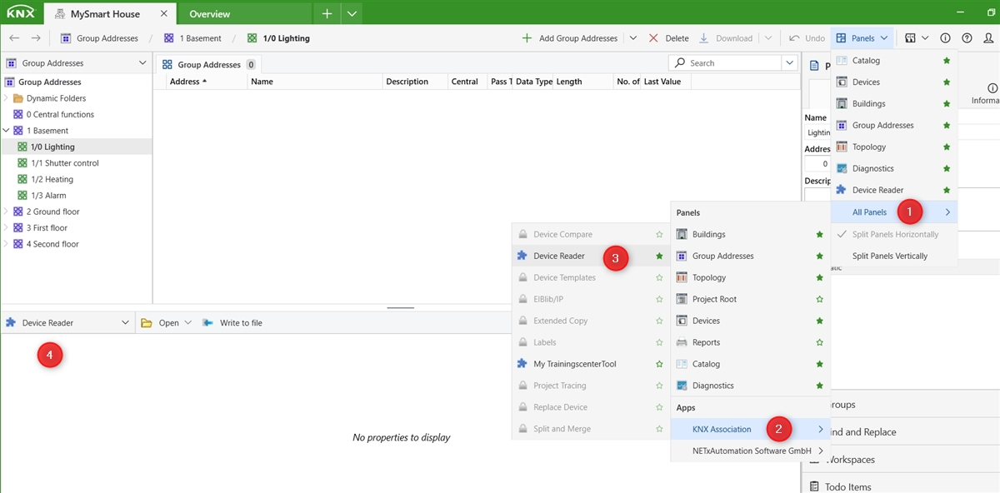 KNX
MySmart House
Overview
Group Addresses / 1 Basement / 1/0 Lighting
Add Group Addresses
Delete
Download
Undo
Panels
Group Addresses
Group Addresses
Dynamic Folders
0 Central functions
1 Basement
1/0 Lighting
1/1 Shutter control
1/2 Heating
1/3 Alarm
2 Ground floor
3 First floor
4 Second floor
Group Addresses 0
Search
Address Name Description Central Pass T Data Type Length No. of Last Value
P
Informa
Name
Lightin
Addres
0
Descrip
Catalog
Devices
Buildings
Group Addresses
Topology
Diagnostics
Device Reader
All Panels 1
Split Panels Horizontally
Split Panels Vertically
atic
Panels
Buildings
Group Addresses
Topology
Project Root
Devices
Reports
Catalog
Diagnostics
Apps
KNX Association 2
NETxAutomation Software GmbH
Device Compare
Device Reader 3
Device Templates
EIBlib/IP
Extended Copy
Labels
My TrainingscenterTool
Project Tracing
Replace Device
Split and Merge
Device Reader
Open
Write to file
4
No properties to display
roups
ind and Replace
Workspaces
Todo Items